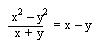 x² – y² / x + y = x – y